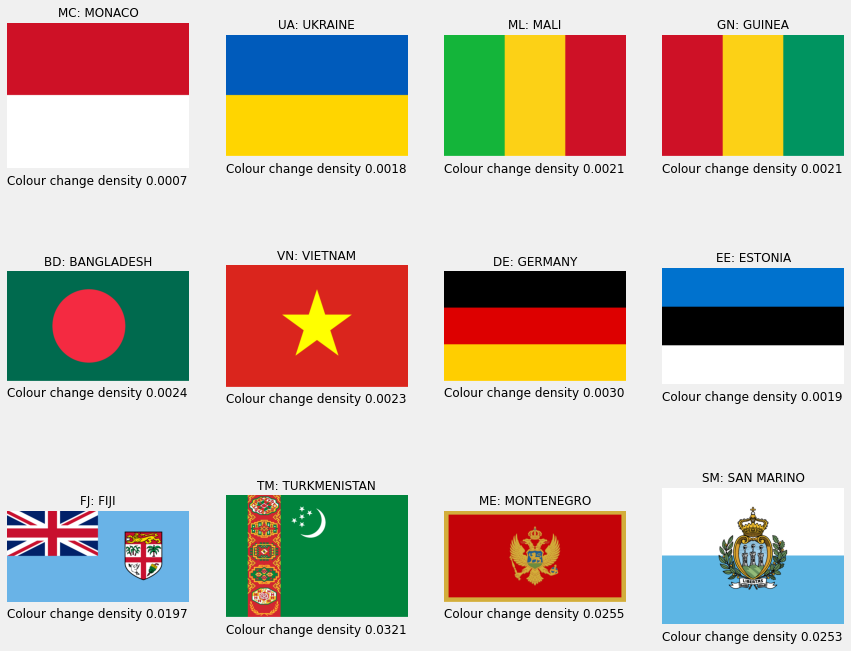 MC: MONACO
UA: UKRAINE
ML: MALI
GN: GUINEA
Colour change density 0.0007
Colour change density 0.0018
Colour change density 0.0021
Colour change density 0.0021
BD: BANGLADESH
VN: VIETNAM
DE: GERMANY
EE: ESTONIA
Colour change density 0.0024
Colour change density 0.0023
Colour change density 0.0030
Colour change density 0.0019
FJ: FIJI
TM: TURKMENISTAN
ME: MONTENEGRO
SM: SAN MARINO
LIBERTAS
Colour change density 0.0197
Colour change density 0.0321
Colour change density 0.0255
Colour change density 0.0253